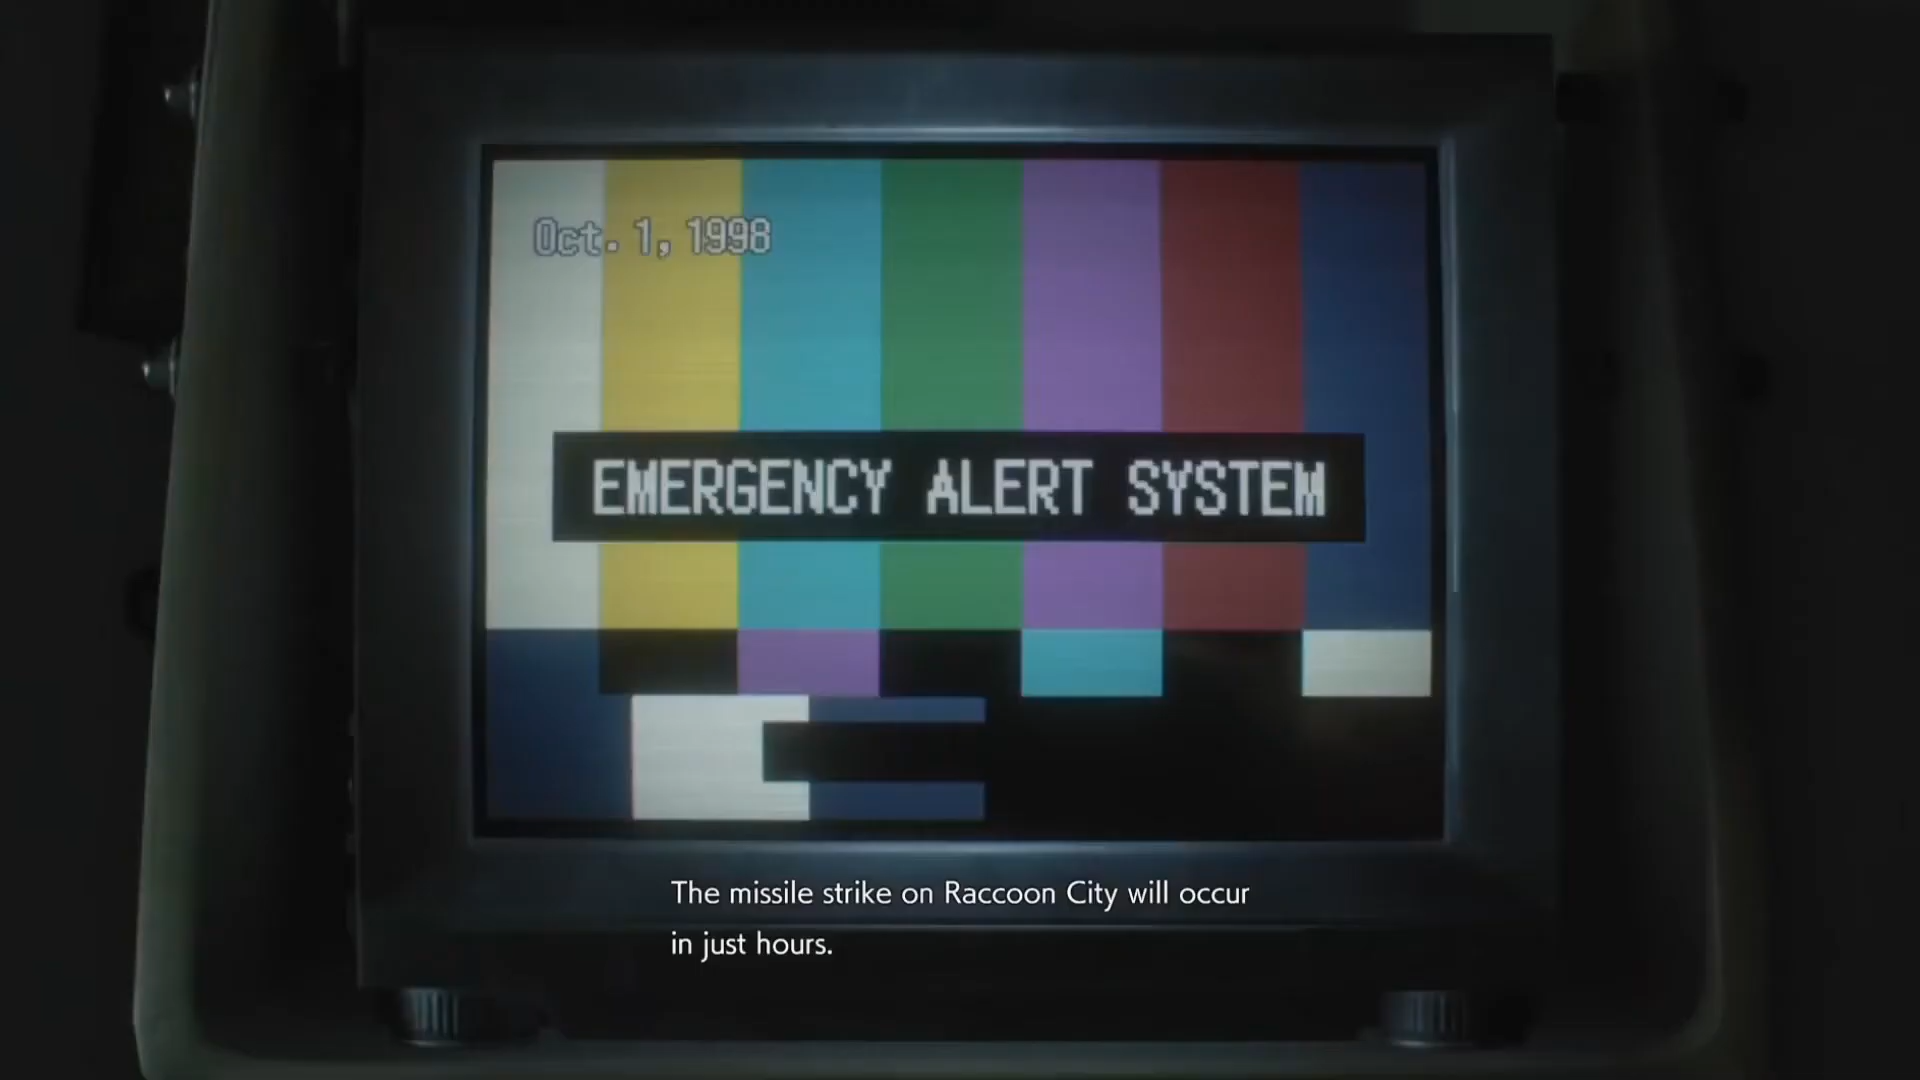 Oct. 1, 1998
EMERGENCY ALERT SYSTEM
The missile strike on Raccoon City will occur
in just hours.